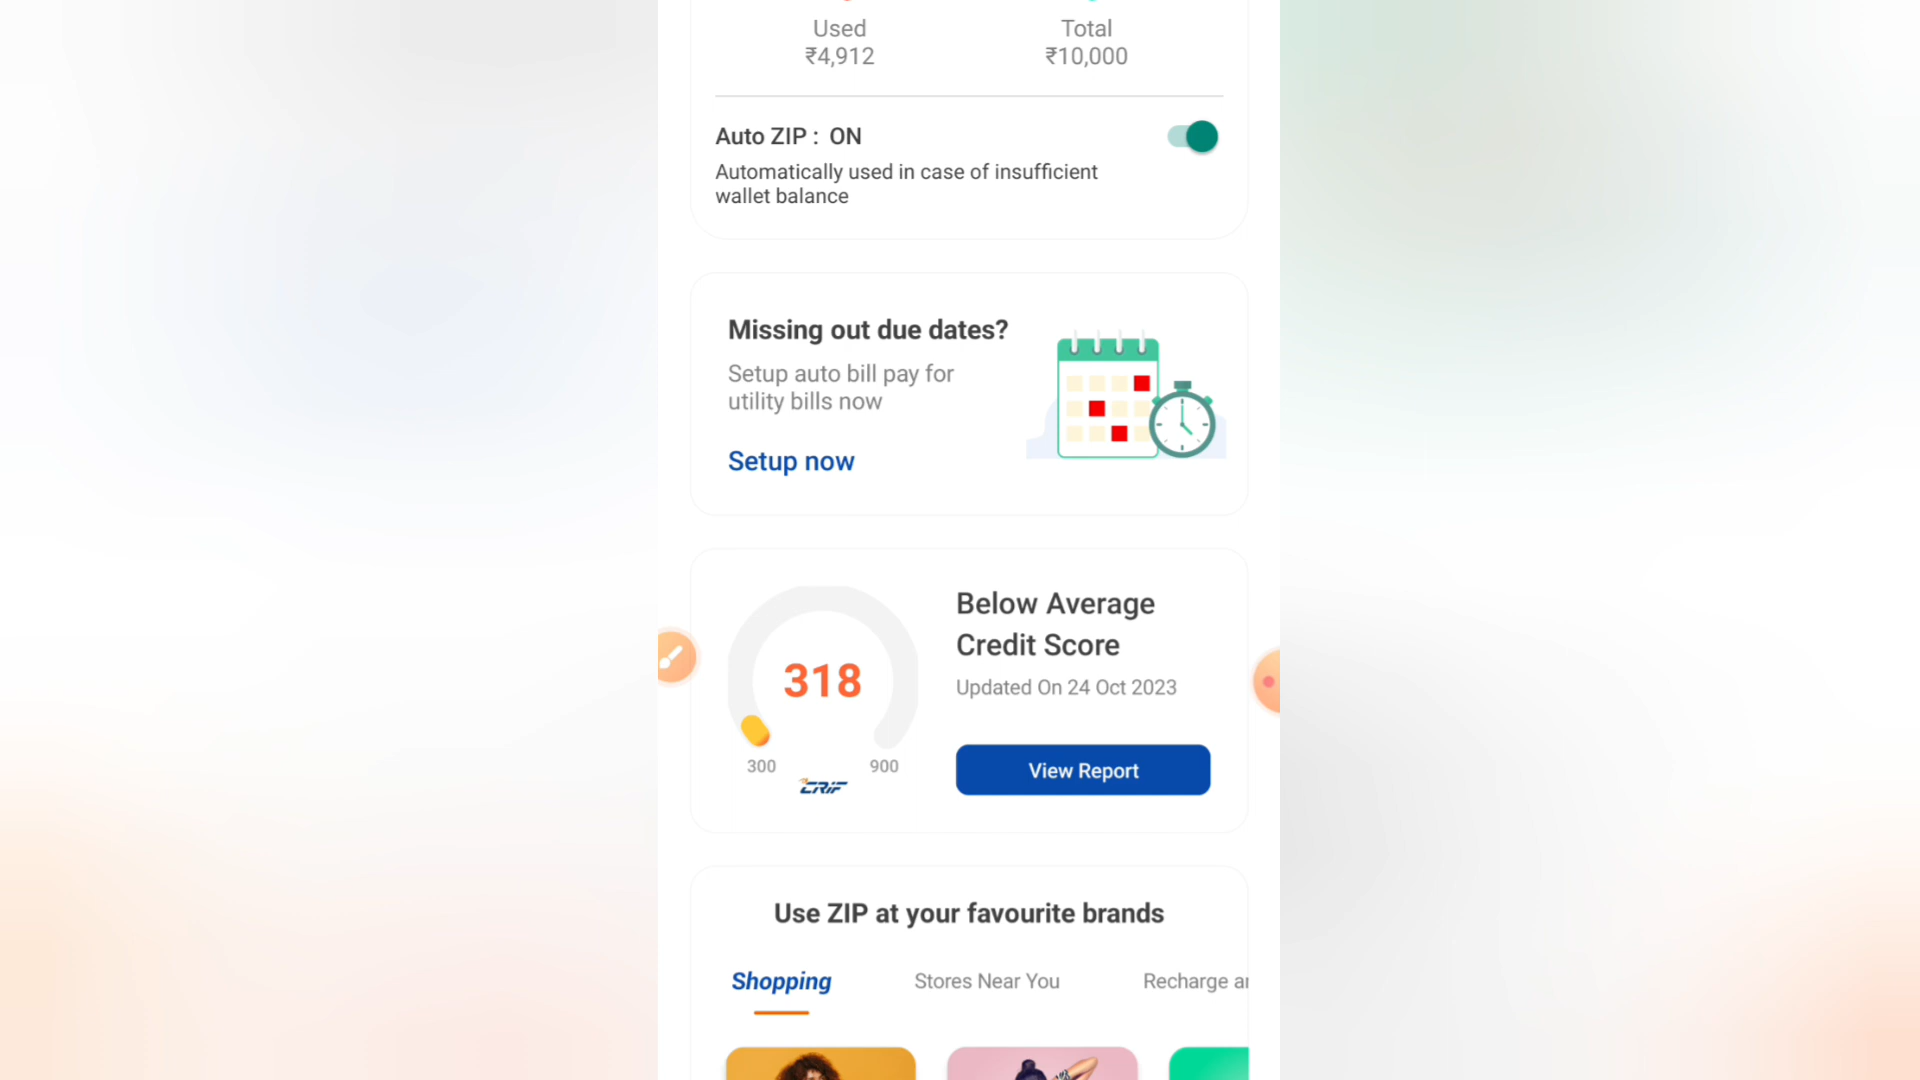 Used
Total
₹4,912
₹10,000
Auto ZIP : ON
Automatically used in case of insufficient
wallet balance
Missing out due dates?
Setup auto bill pay for
utility bills now
Setup now
Below Average
Credit Score
318
Updated On 24 Oct 2023
300
900
CRIF
View Report
Use ZIP at your favourite brands
Shopping
Stores Near You
Recharge